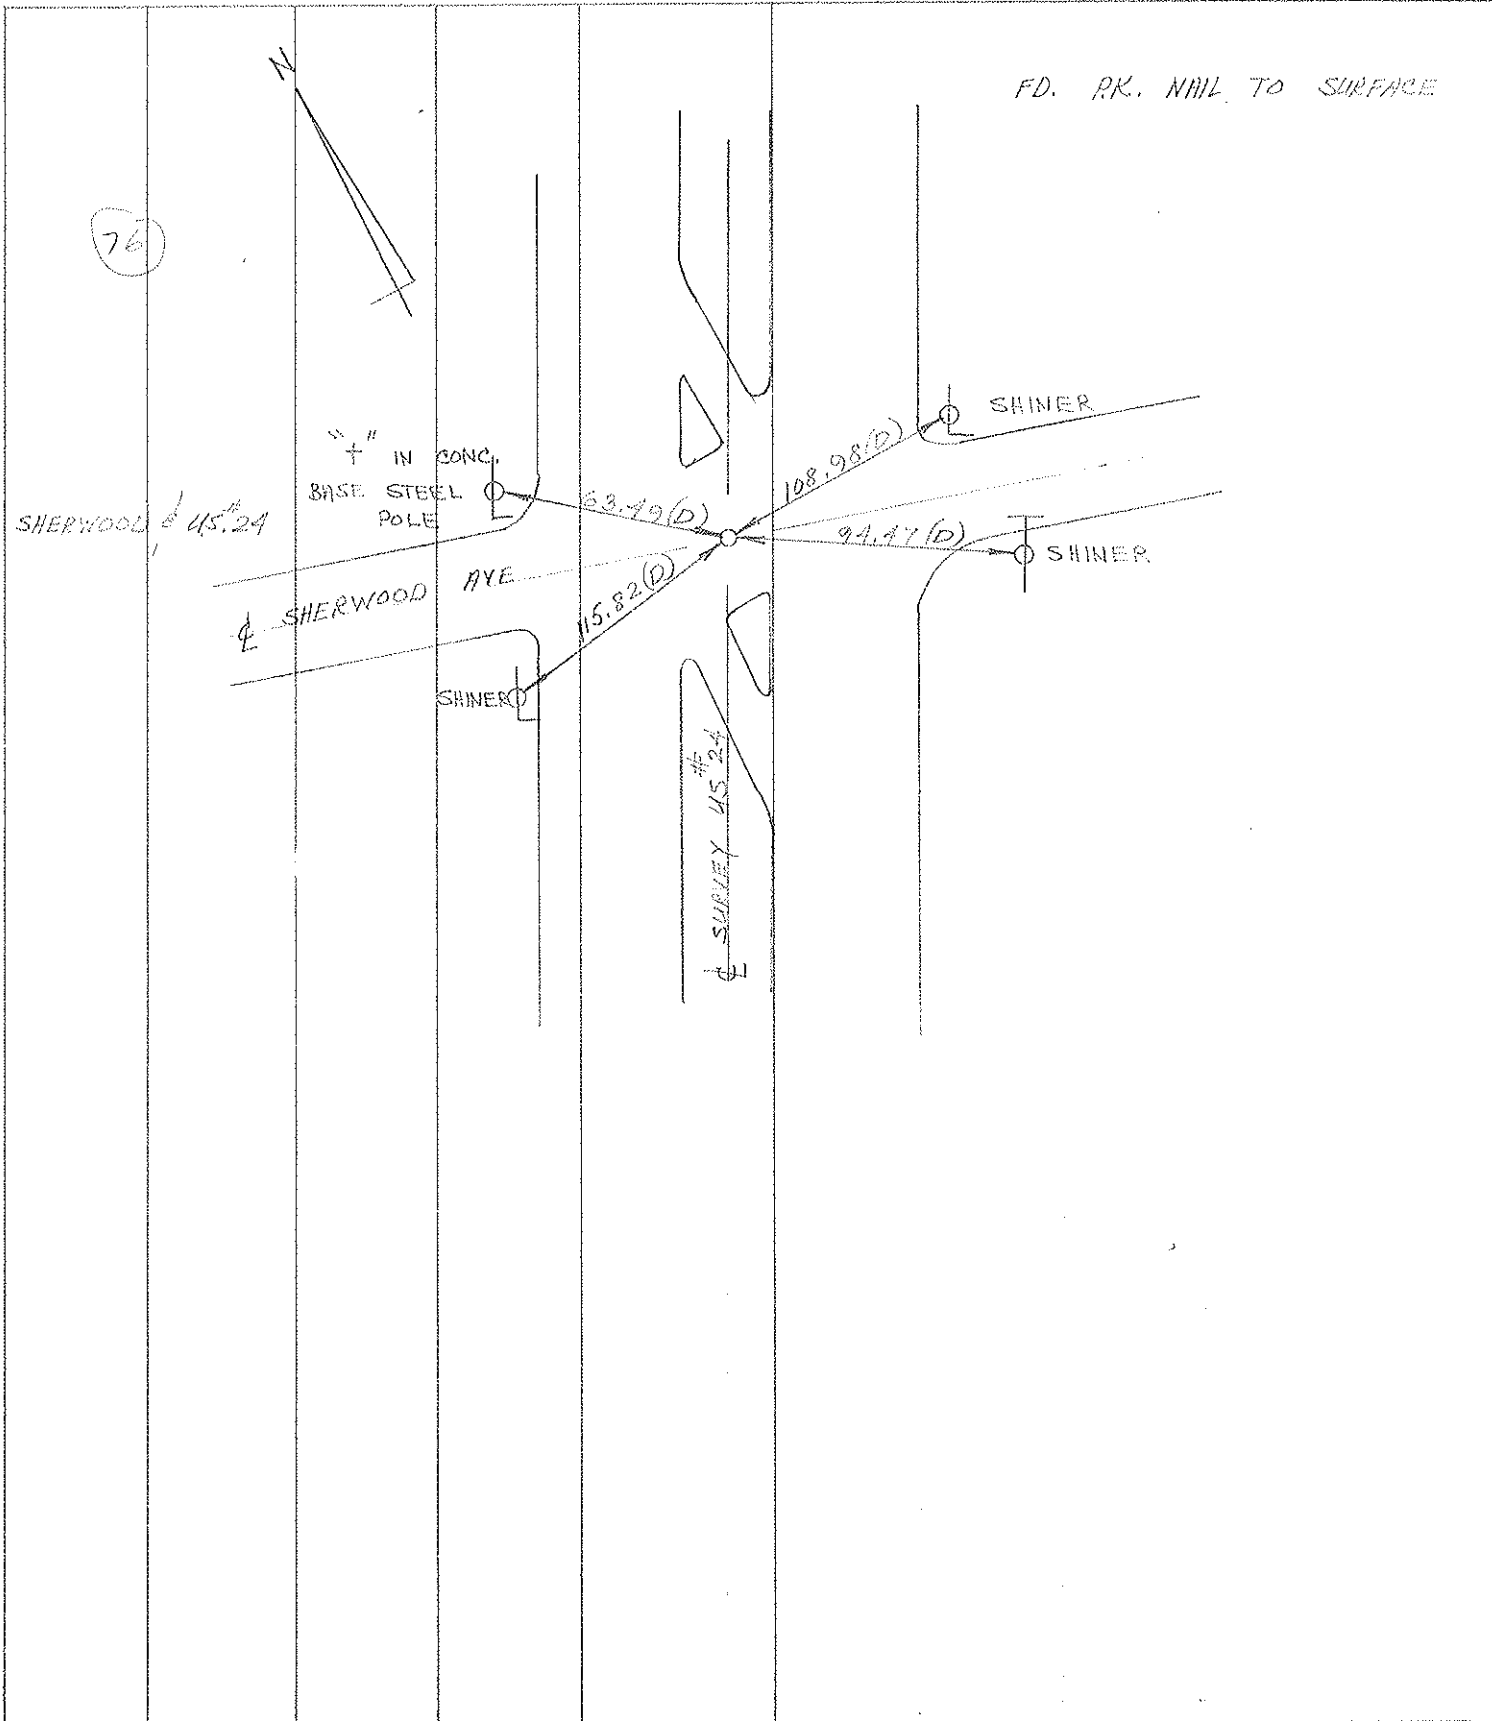 N
FD. P.K. NAIL TO SURFACE
76
SHINER
"+" IN CONC.
BASE STEEL
POLE
108.98(D)
63.49(D)
SHERWOOD & US.#24
94.47(D)
SHINER
℄ SHERWOOD AVE
115.82(D)
SHINER
℄ SURVEY US #24